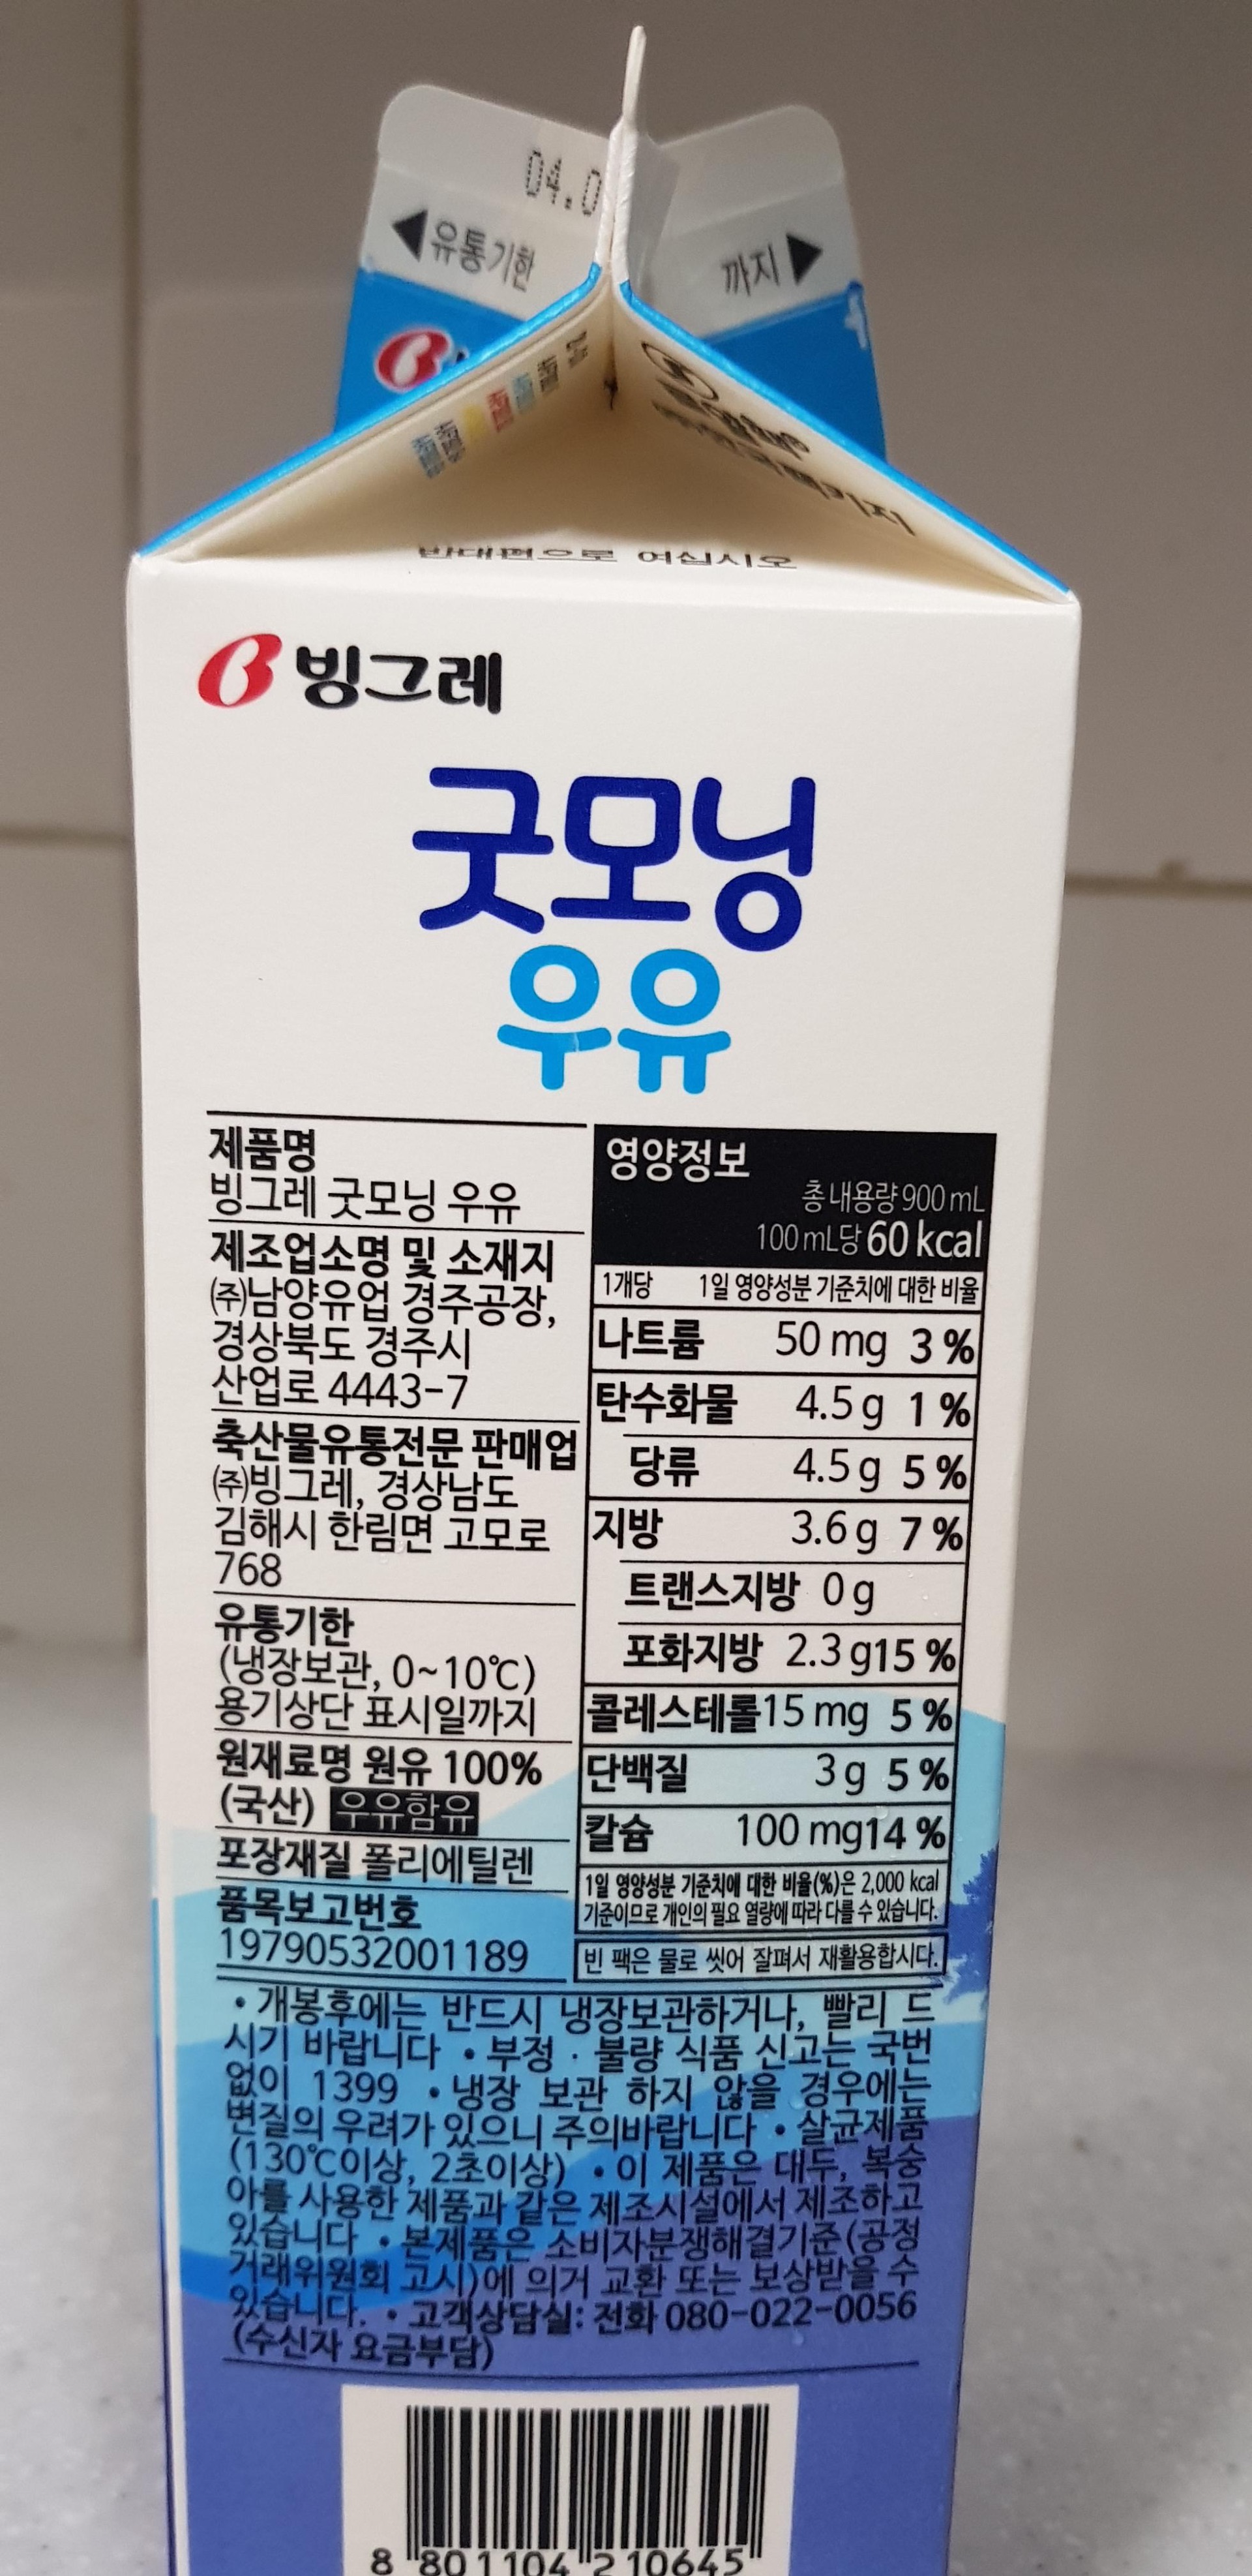 04.0
유통기한
까지
반대편으로 여십시오
빙그레
굿모닝
우유
제품명
빙그레 굿모닝 우유
제조업소명 및 소재지
㈜남양유업 경주공장,
경상북도 경주시
산업로 4443-7
축산물유통전문 판매업
㈜빙그레, 경상남도
김해시 한림면 고모로
768
유통기한
(냉장보관, 0~10℃)
용기상단 표시일까지
원재료명 원유 100%
(국산) 우유함유
포장재질 폴리에틸렌
품목보고번호
19790532001189
영양정보
총 내용량 900 mL
100 mL당 60 kcal
1개당 1일 영양성분 기준치에 대한 비율
나트륨 50 mg 3 %
탄수화물 4.5 g 1 %
당류 4.5 g 5 %
지방 3.6 g 7 %
트랜스지방 0 g
포화지방 2.3 g 15 %
콜레스테롤 15 mg 5 %
단백질 3 g 5 %
칼슘 100 mg 14 %
1일 영양성분 기준치에 대한 비율(%)은 2,000 kcal
기준이므로 개인의 필요 열량에 따라 다를 수 있습니다.
빈 팩은 물로 씻어 잘펴서 재활용합시다.
• 개봉후에는 반드시 냉장보관하거나, 빨리 드
시기 바랍니다 • 부정 · 불량 식품 신고는 국번
없이 1399 • 냉장 보관 하지 않을 경우에는
변질의 우려가 있으니 주의바랍니다 • 살균제품
(130℃이상, 2초이상) • 이 제품은 대두, 복숭
아를 사용한 제품과 같은 제조시설에서 제조하고
있습니다 • 본제품은 소비자분쟁해결기준(공정
거래위원회 고시)에 의거 교환 또는 보상받을 수
있습니다. • 고객상담실: 전화 080-022-0056
(수신자 요금부담)
8 801104 210645